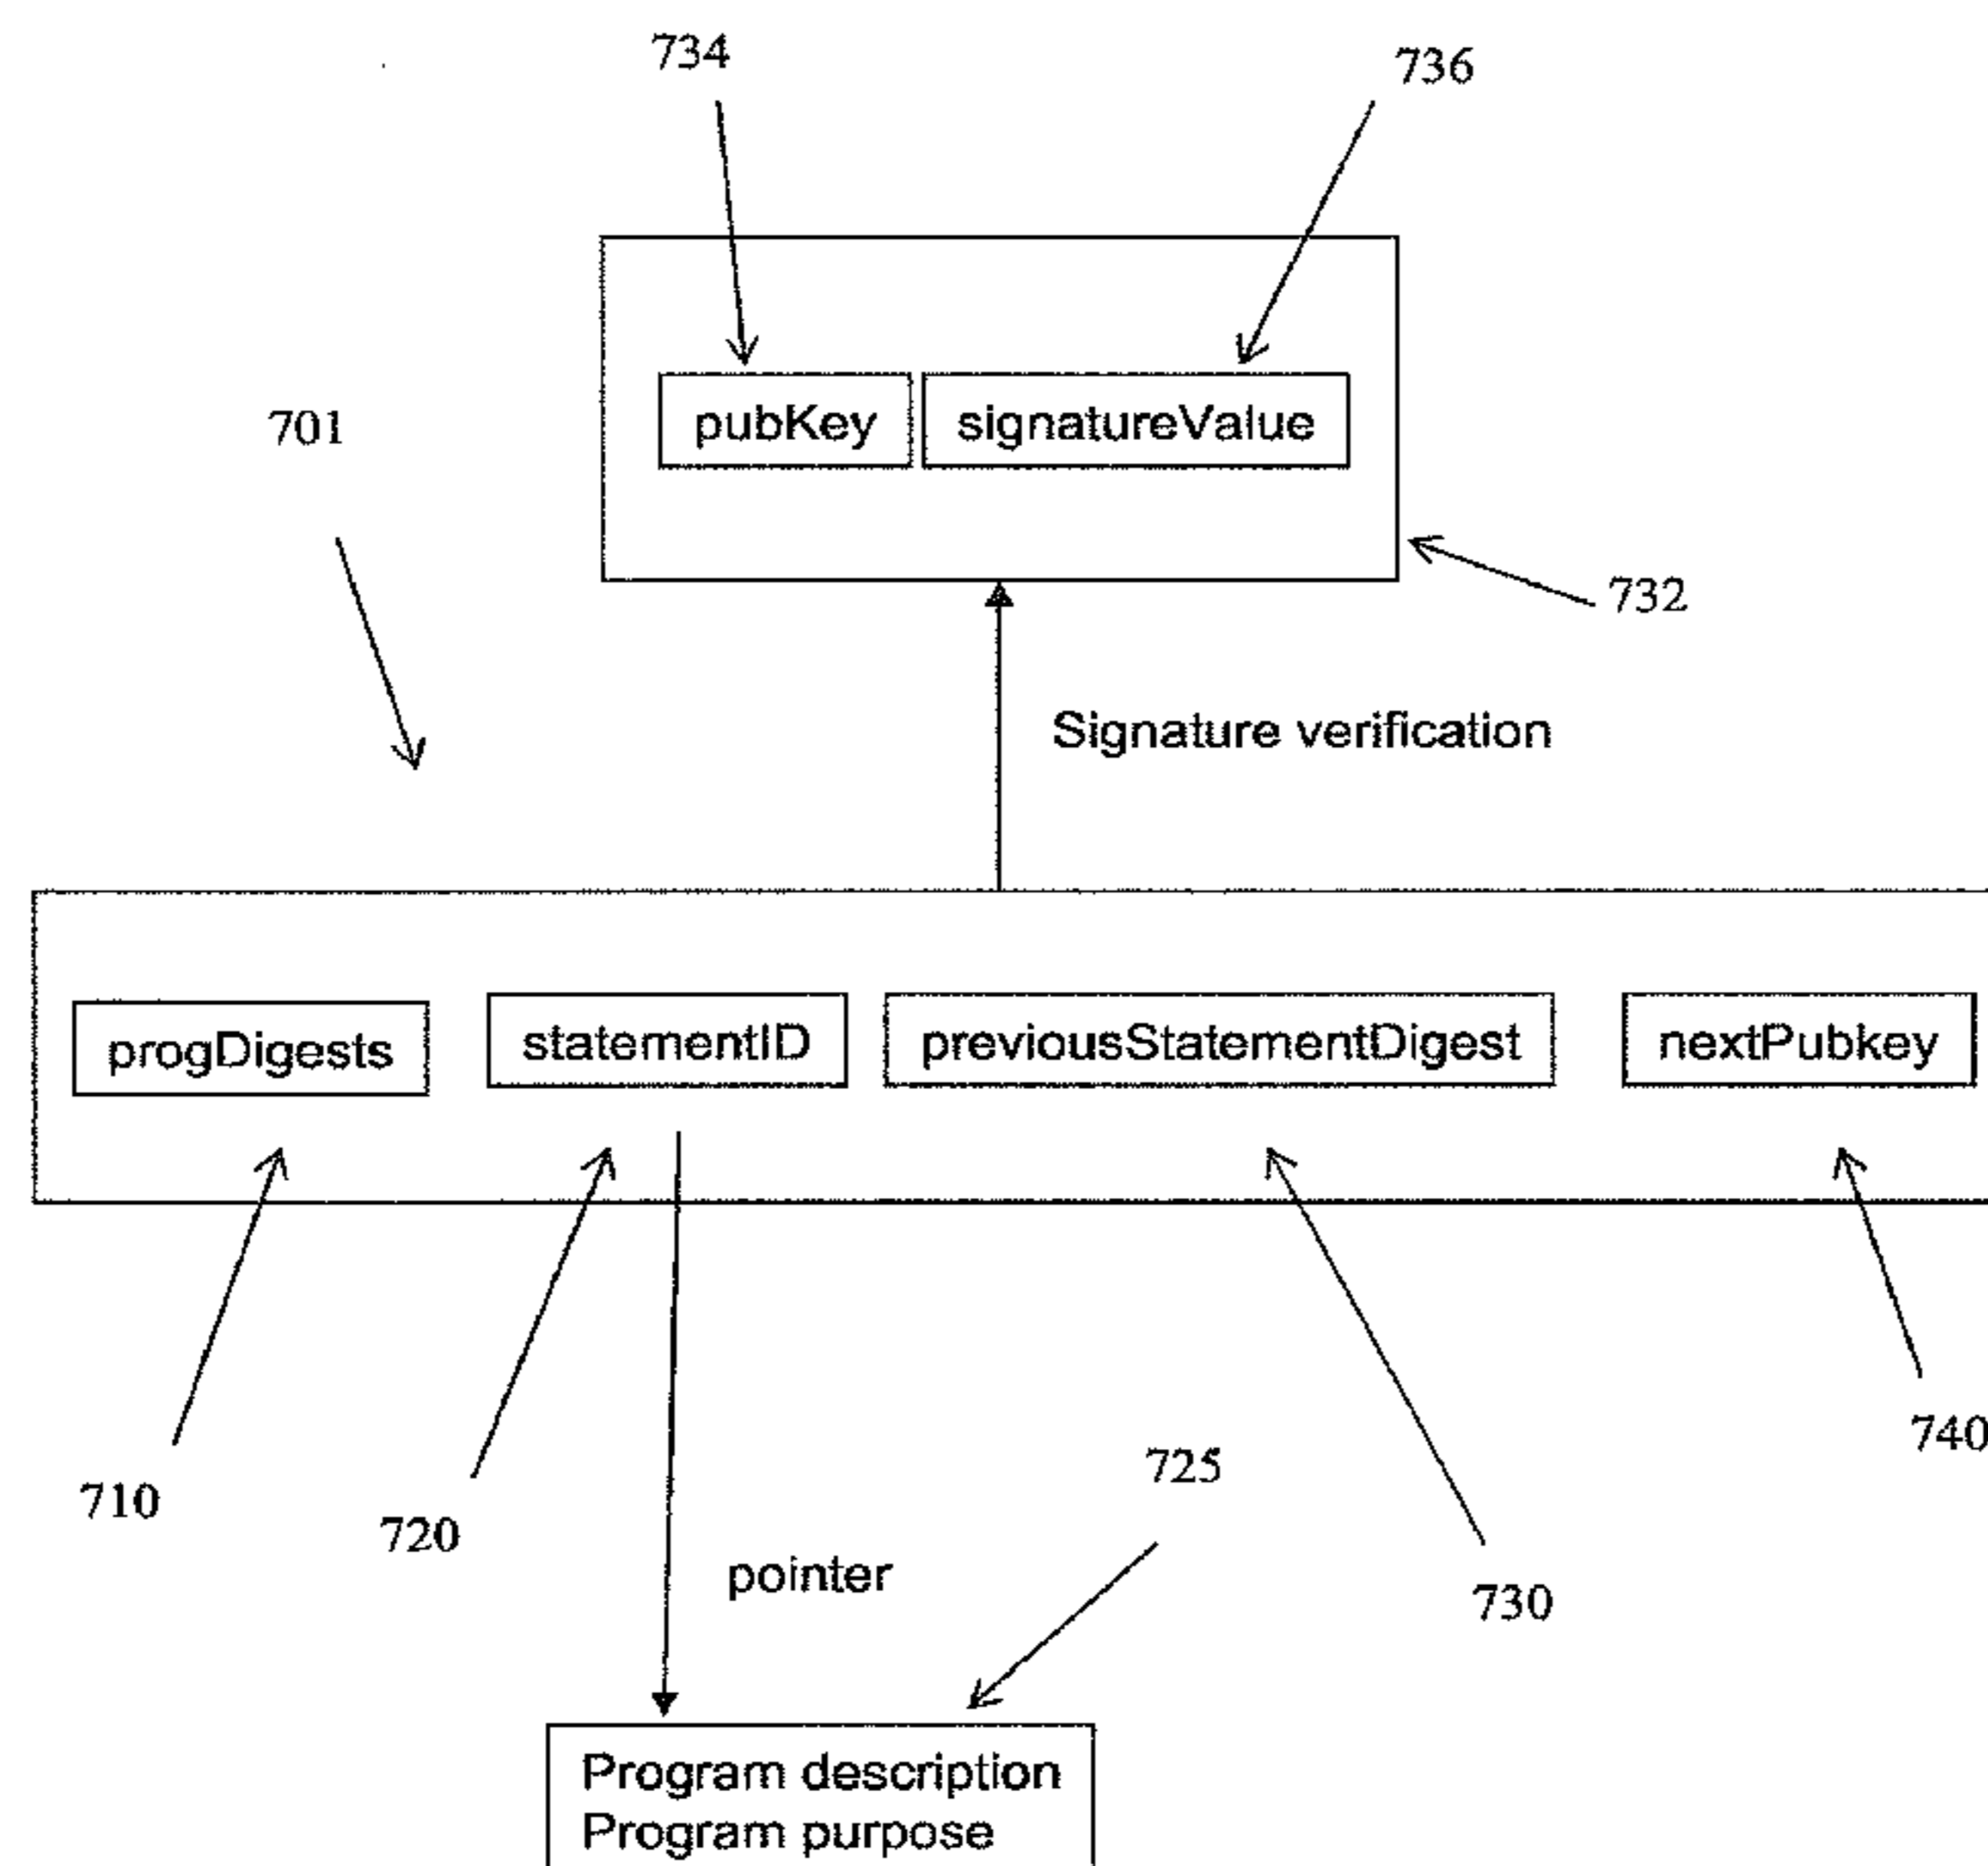 734
736
pubKey
signatureValue
701
732
Signature verification
progDigests
statementID
previousStatementDigest
nextPubkey
710
720
725
730
740
pointer
Program description
Program purpose